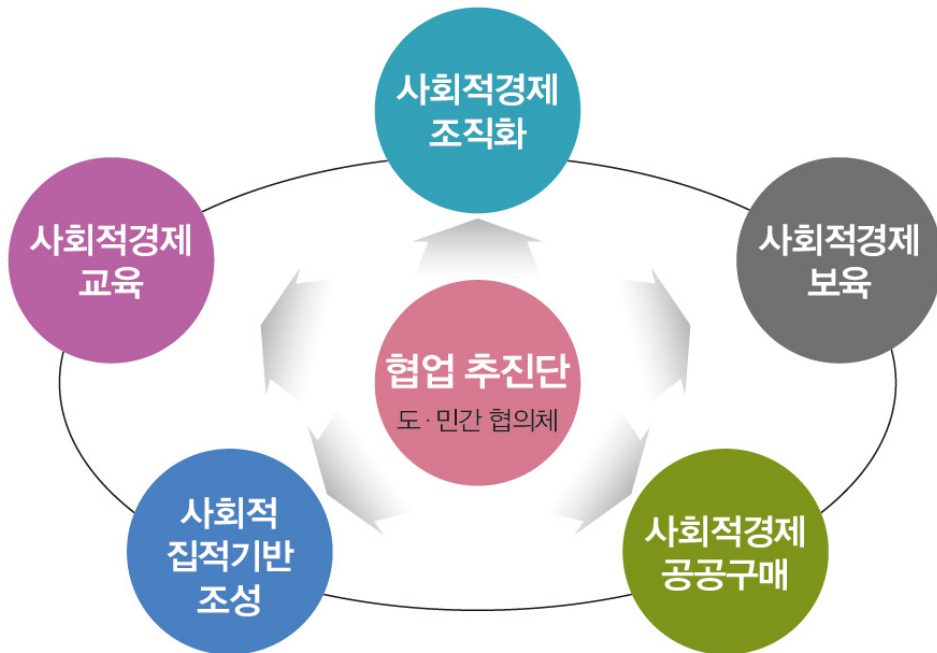 사회적경제
조직화
사회적경제
교육
사회적경제
보육
협업 추진단
도·민간 협의체
사회적
집적기반
조성
사회적경제
공공구매